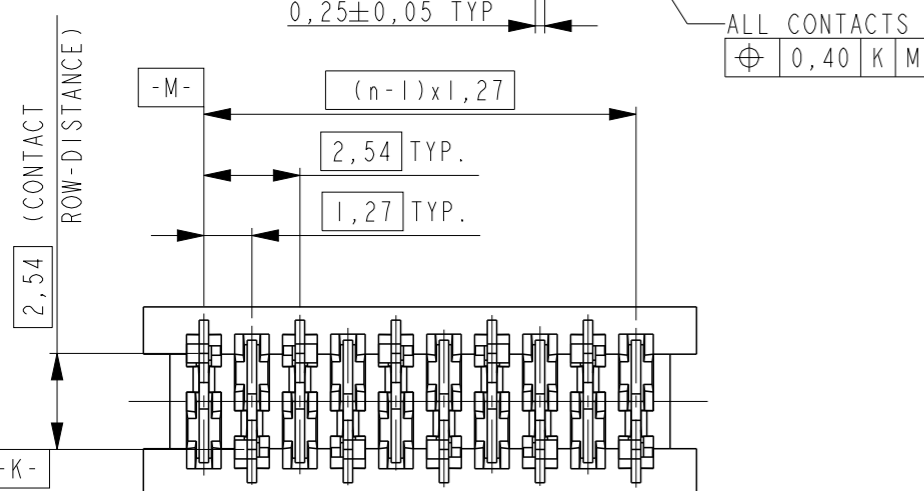 0,25±0,05 TYP
ALL CONTACTS
⌖ 0,40 K M
-M-
(n-1)x1,27
2,54 TYP.
1,27 TYP.
2,54 (CONTACT
ROW-DISTANCE)
-K-